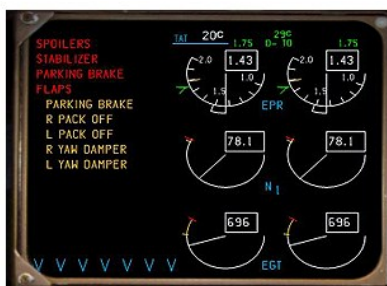 TAT 20c 29c
1.75 D-TO 1.75
SPOILERS
STABILIZER
PARKING BRAKE
FLAPS
PARKING BRAKE
R PACK OFF
L PACK OFF
R YAW DAMPER
L YAW DAMPER
2.0 1.43 2.0 1.43
1.0 1.0
1.5 1.5
EPR
78.1 78.1
N1
696 696
EGT
V V V V V V V